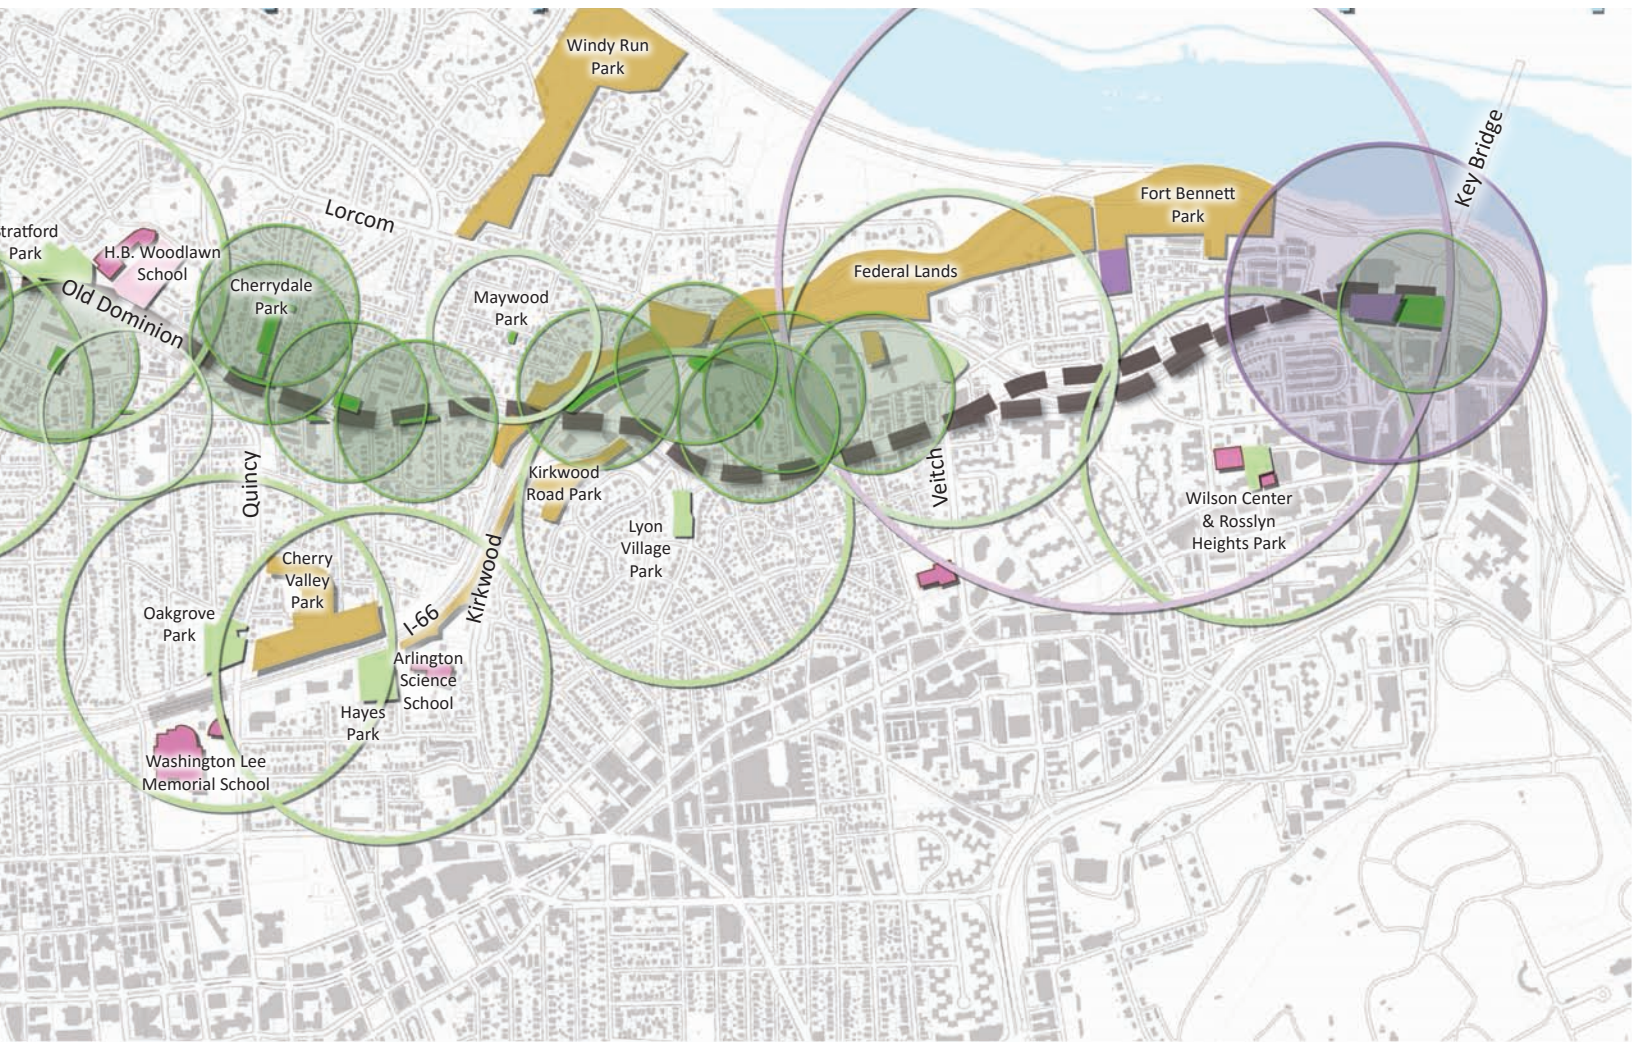 Windy Run
Park
Key Bridge
Fort Bennett
Park
Lorcom
Stratford
Park
H.B. Woodlawn
School
Federal Lands
Cherrydale
Park
Maywood
Park
Old Dominion
Quincy
Kirkwood
Road Park
Veitch
Wilson Center
& Rosslyn
Heights Park
Lyon
Village
Park
Kirkwood
Cherry
Valley
Park
Oakgrove
Park
I-66
Arlington
Science
School
Hayes
Park
Washington Lee
Memorial School